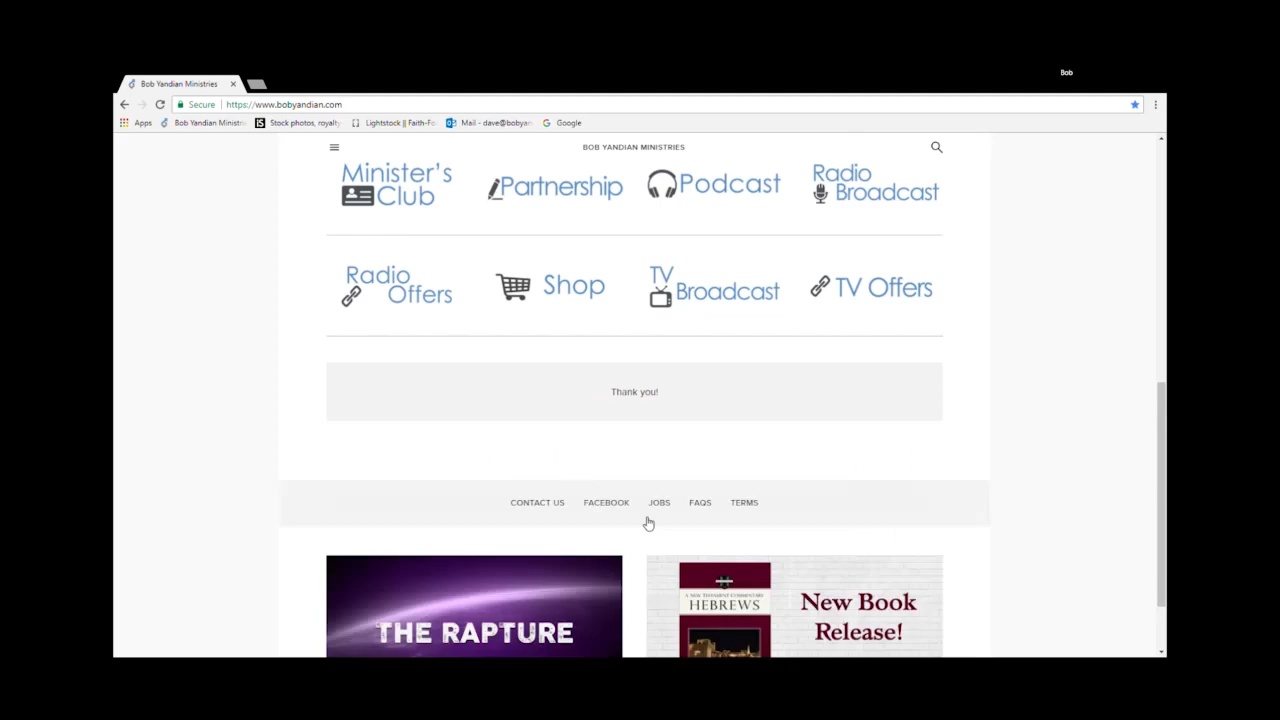 Bob
Bob Yandian Ministries
Secure
https://www.bobyandian.com
Apps
Bob Yandian Ministri
Stock photos, royalty
Lightstock || Faith-Fo
Mail - dave@bobyan
Google
BOB YANDIAN MINISTRIES
Minister's
Club
Partnership
Podcast
Radio
Broadcast
Radio
Offers
Shop
TV
Broadcast
TV Offers
Thank you!
CONTACT US FACEBOOK JOBS FAQS TERMS
THE RAPTURE
A NEW TESTAMENT COMMENTARY
HEBREWS
New Book
Release!